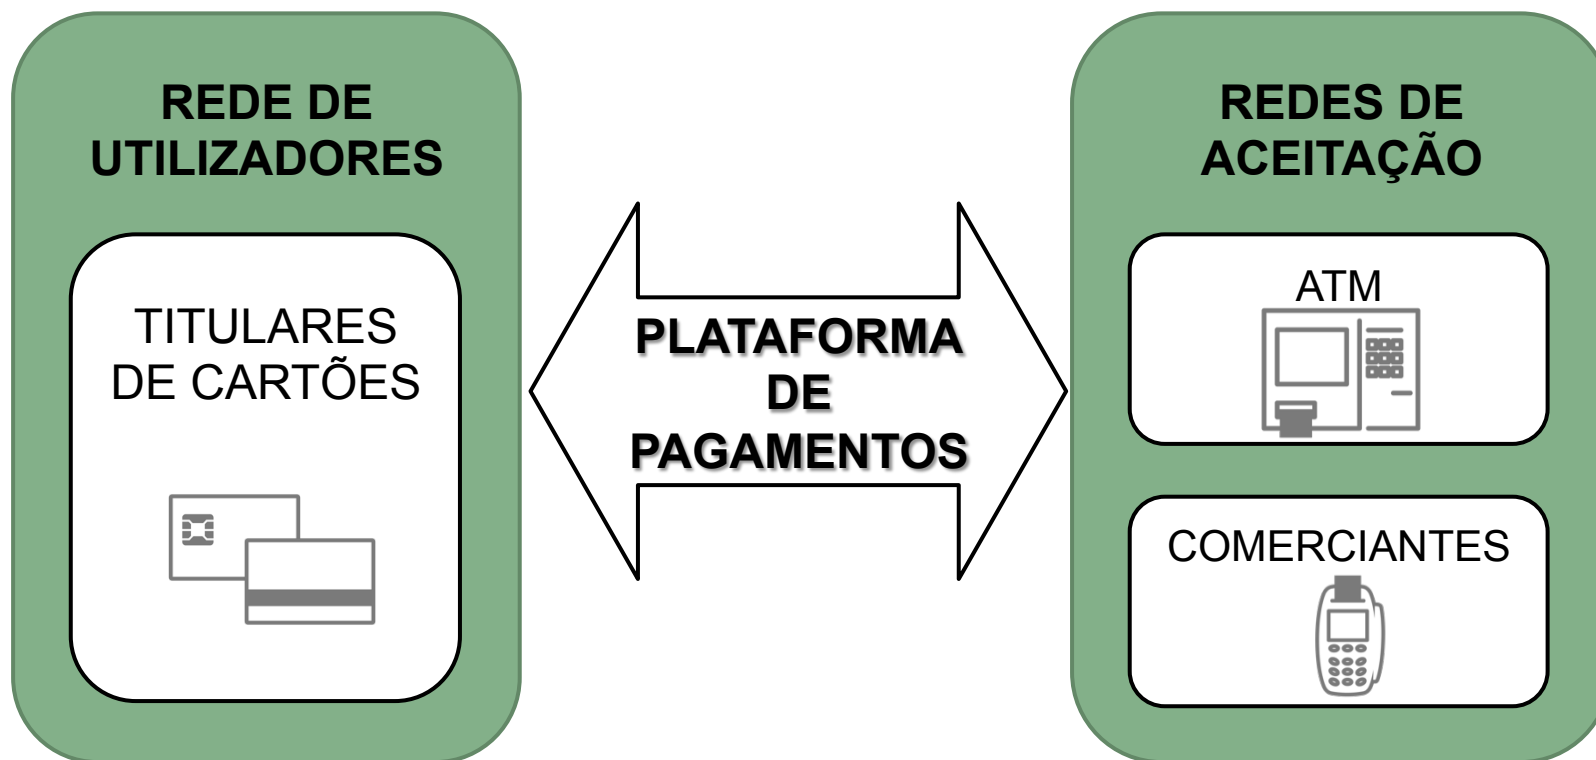 REDE DE
UTILIZADORES
TITULARES
DE CARTÕES
PLATAFORMA
DE
PAGAMENTOS
REDES DE
ACEITAÇÃO
ATM
COMERCIANTES